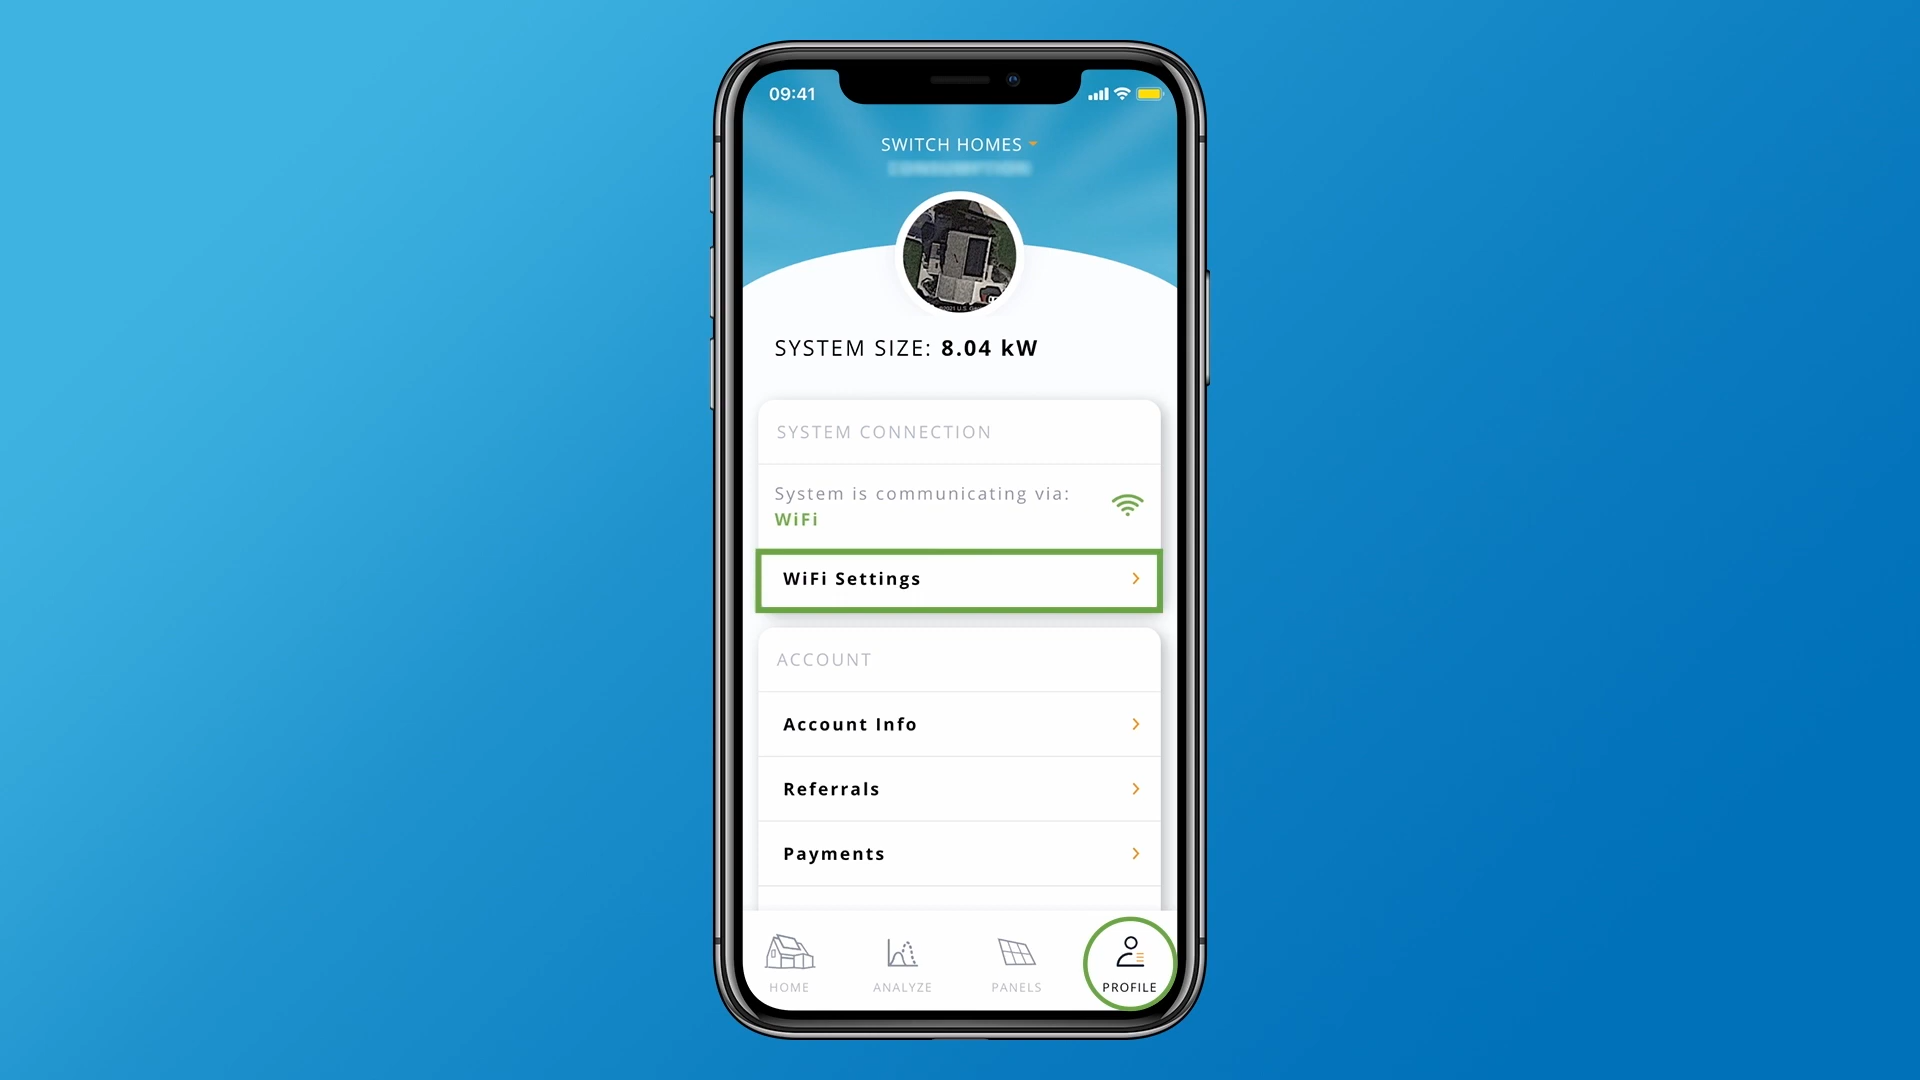 09:41
SWITCH HOMES
SYSTEM SIZE: 8.04 kW
SYSTEM CONNECTION
System is communicating via:
WiFi
WiFi Settings
ACCOUNT
Account Info
Referrals
Payments
HOME
ANALYZE
PANELS
PROFILE